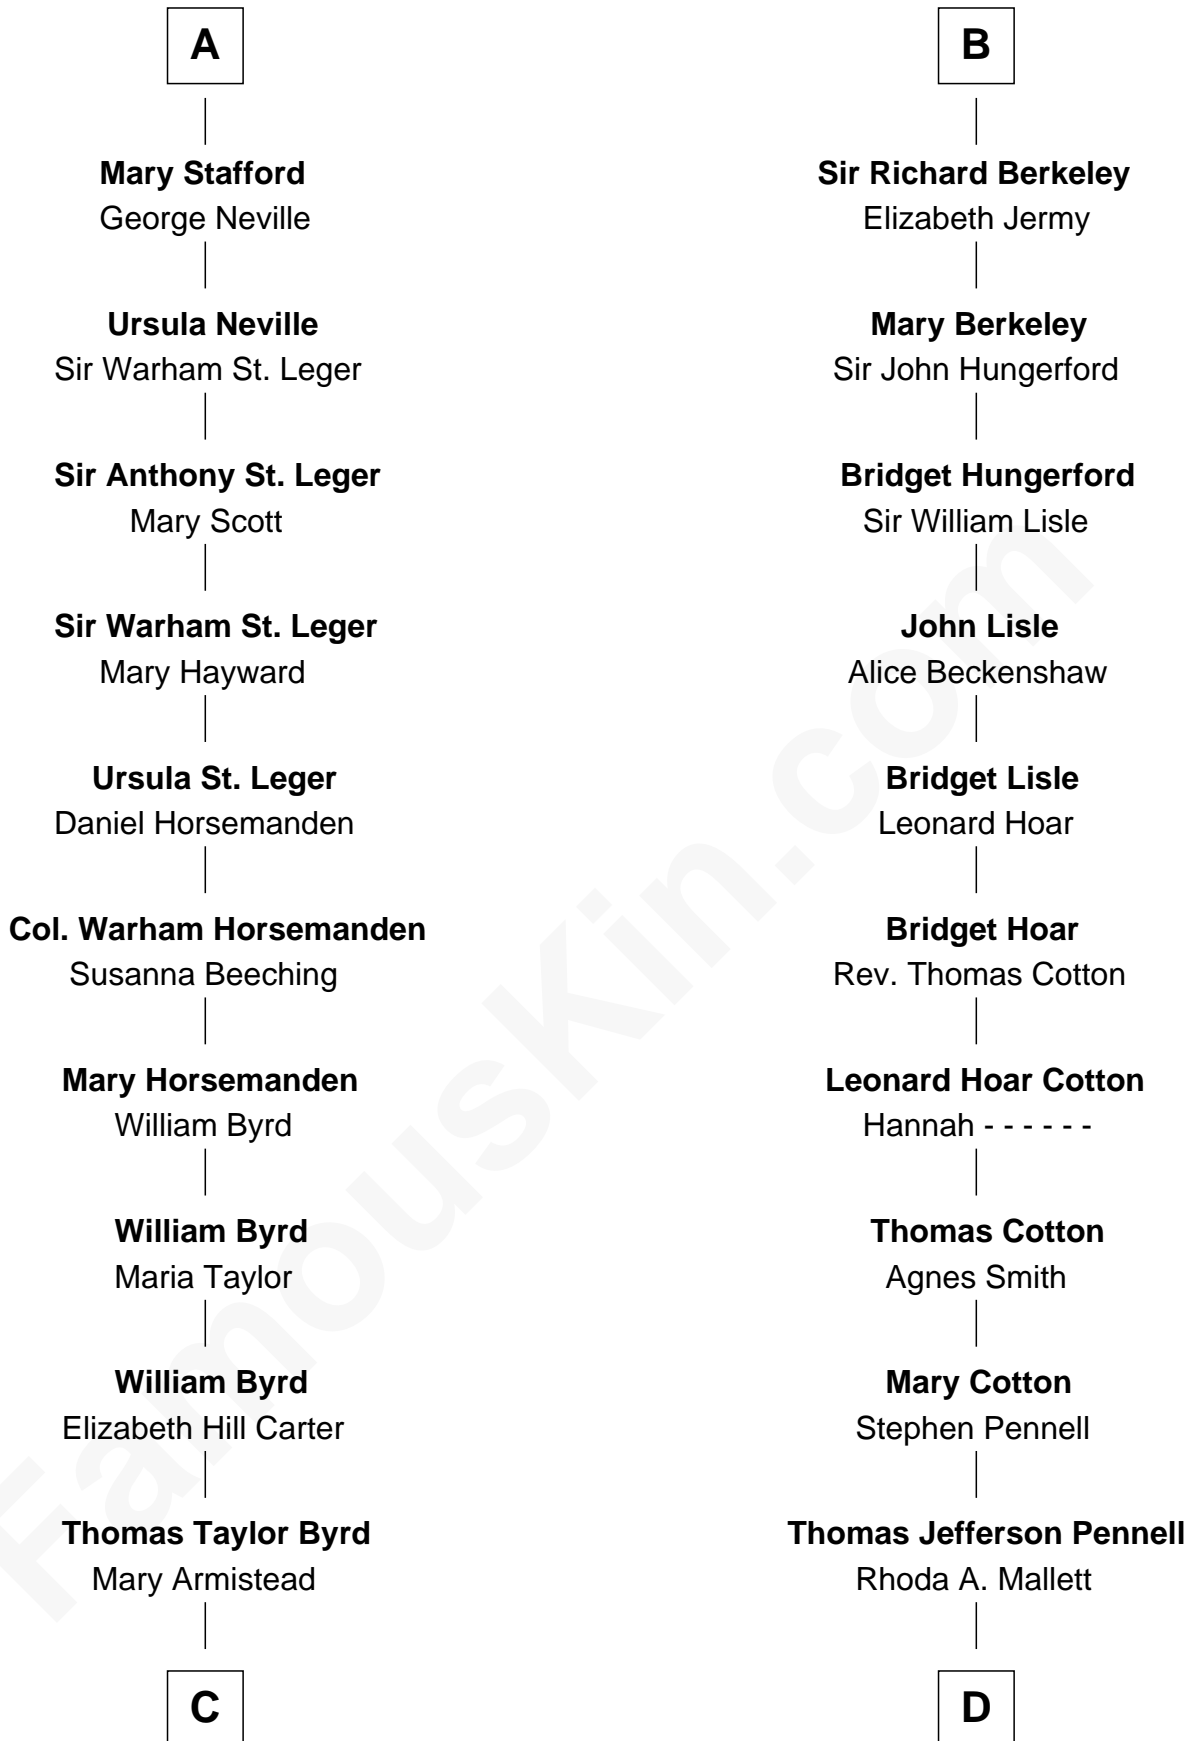 A
Mary Stafford
George Neville
Ursula Neville
Sir Warham St. Leger
Sir Anthony St. Leger
Mary Scott
Sir Warham St. Leger
Mary Hayward
Ursula St. Leger
Daniel Horsemanden
Col. Warham Horsemanden
Susanna Beeching
Mary Horsemanden
William Byrd
William Byrd
Maria Taylor
William Byrd
Elizabeth Hill Carter
Thomas Taylor Byrd
Mary Armistead
C
B
Sir Richard Berkeley
Elizabeth Jermy
Mary Berkeley
Sir John Hungerford
Bridget Hungerford
Sir William Lisle
John Lisle
Alice Beckenshaw
Bridget Lisle
Leonard Hoar
Bridget Hoar
Rev. Thomas Cotton
Leonard Hoar Cotton
Hannah - - - - - -
Thomas Cotton
Agnes Smith
Mary Cotton
Stephen Pennell
Thomas Jefferson Pennell
Rhoda A. Mallett
D
FamousKin.com